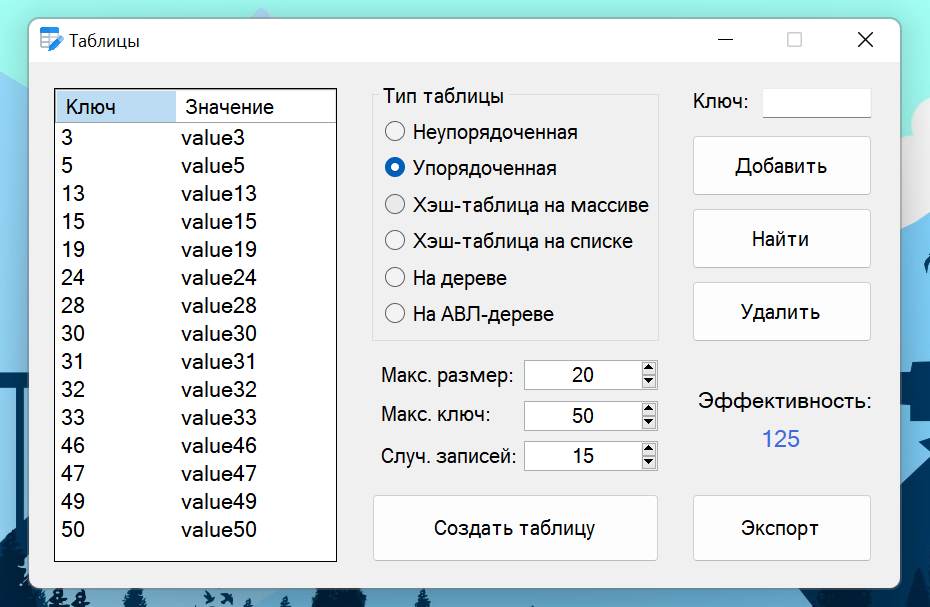 Таблицы
Ключ Значение
3 value3
5 value5
13 value13
15 value15
19 value19
24 value24
28 value28
30 value30
31 value31
32 value32
33 value33
46 value46
47 value47
49 value49
50 value50
Тип таблицы
Неупорядоченная
Упорядоченная
Хэш-таблица на массиве
Хэш-таблица на списке
На дереве
На АВЛ-дереве
Макс. размер: 20
Макс. ключ: 50
Случ. записей: 15
Создать таблицу
Ключ:
Добавить
Найти
Удалить
Эффективность:
125
Экспорт